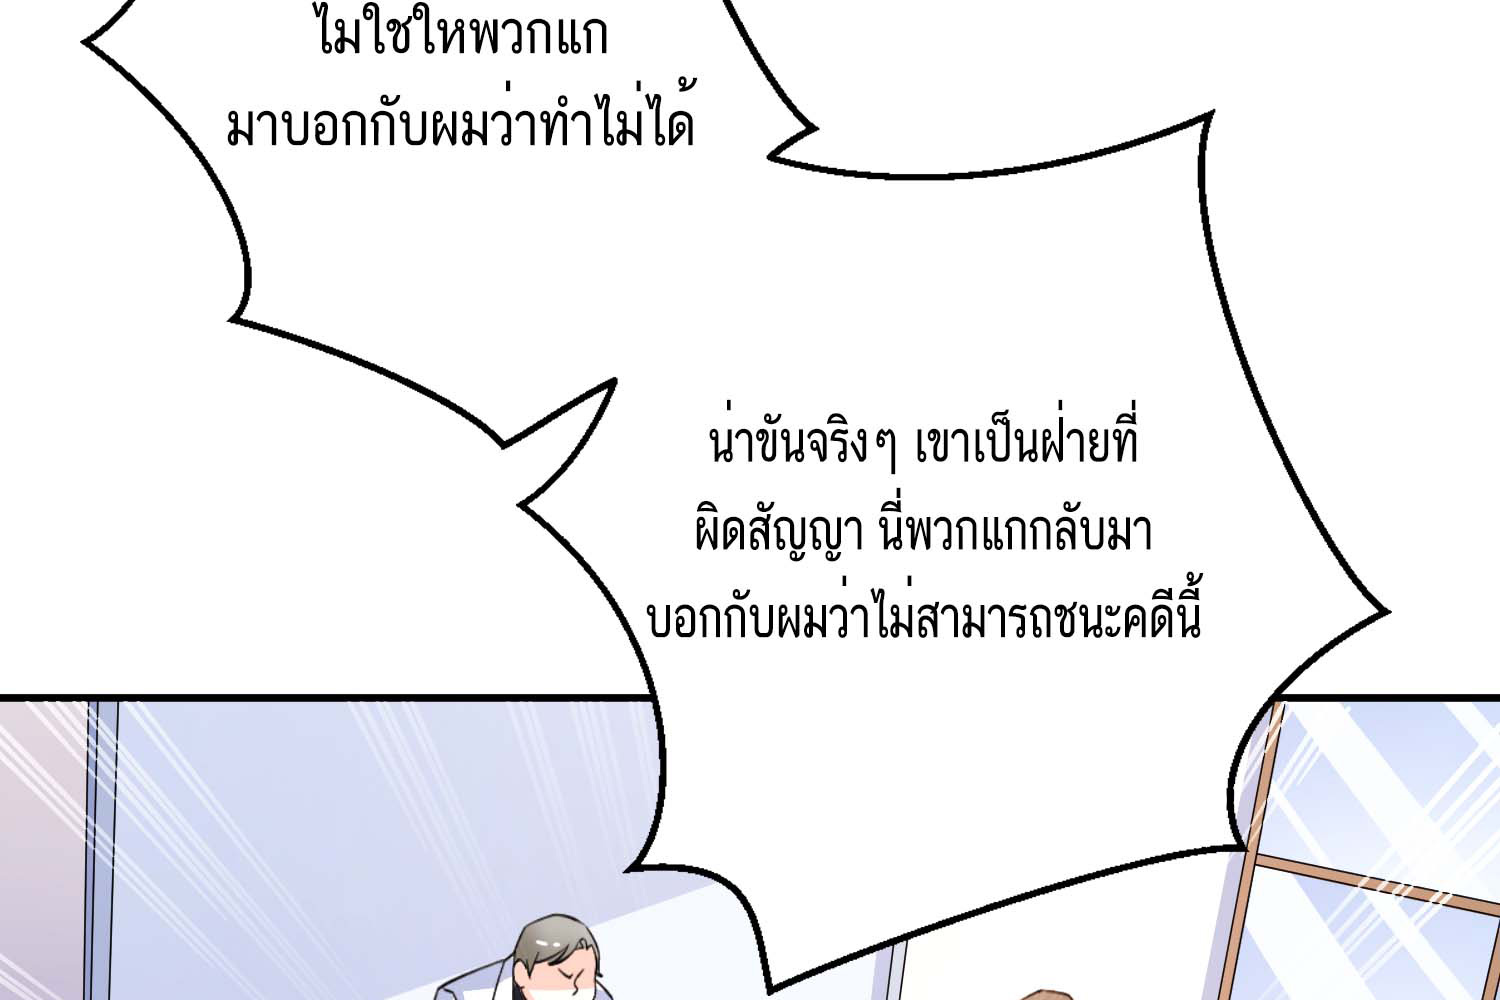 ไมใชใหพวกแก
มาบอกกับผมว่าทำไม่ได้
น่าขันจริงๆ เขาเป็นฝ่ายที่
ผิดสัญญา นี่พวกแกกลับมา
บอกกับผมว่าไม่สามารถชนะคดีนี้